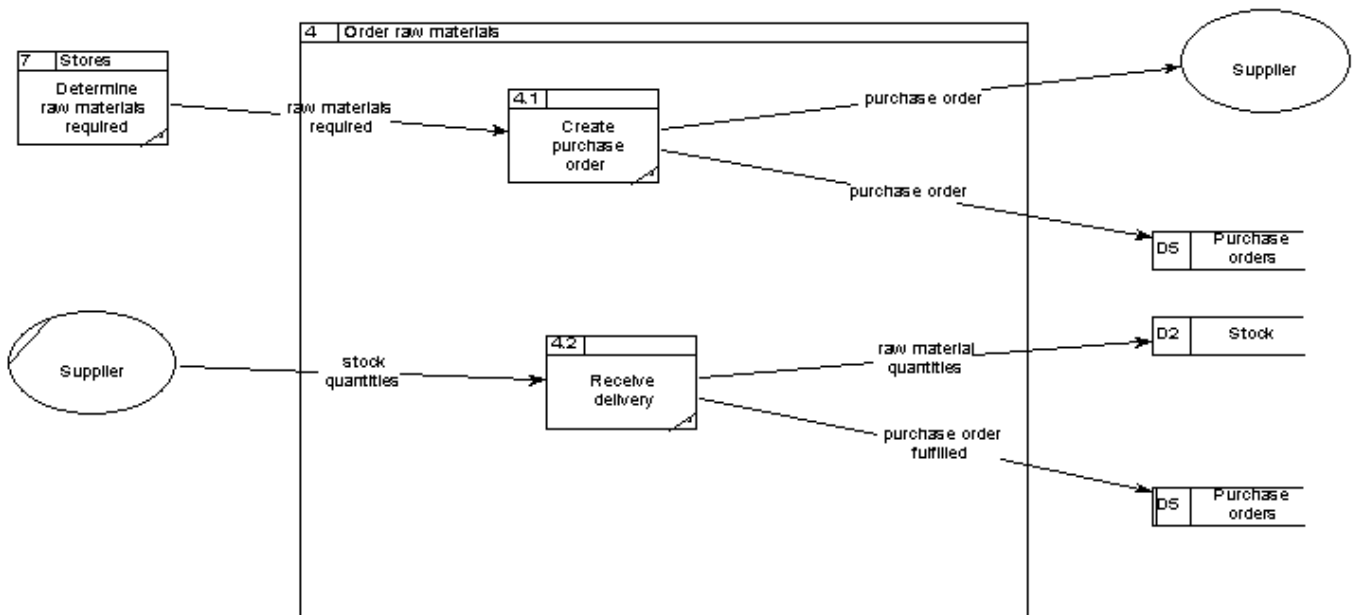 4 Order raw materials
7 Stores
Determine
raw materials
required
raw materials
required
4.1
Create
purchase
order
purchase order
Supplier
purchase order
D5 Purchase
orders
Supplier
stock
quantities
4.2
Receive
delivery
raw material
quantities
D2 Stock
purchase order
fulfilled
D5 Purchase
orders